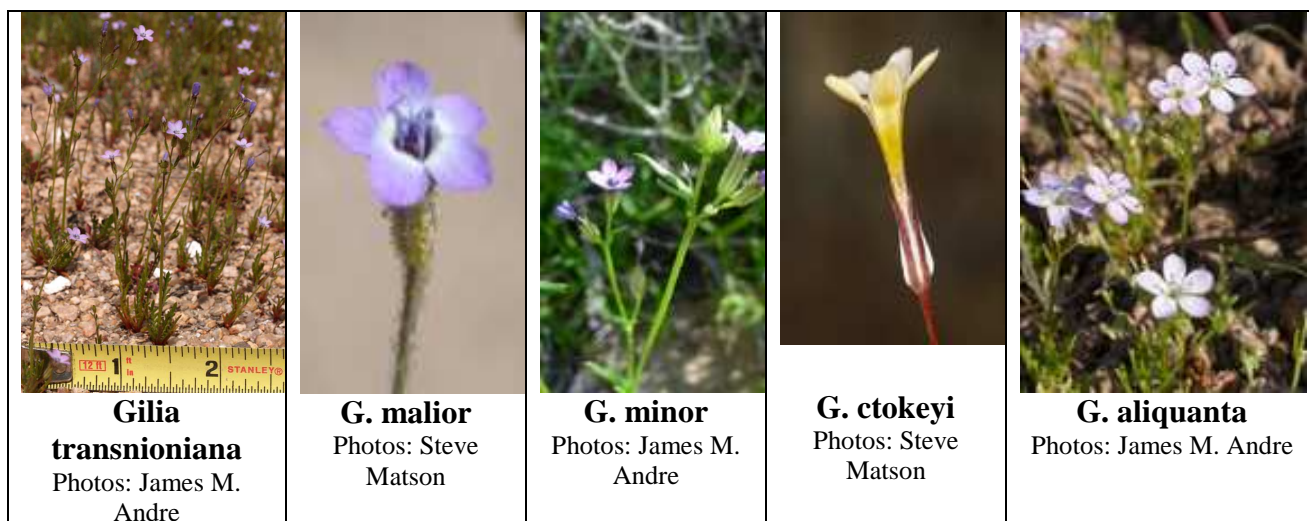 12 ft 1 ft in 2 STANLEY®
Gilia
transnioniana
Photos: James M.
Andre
G. malior
Photos: Steve
Matson
G. minor
Photos: James M.
Andre
G. ctokeyi
Photos: Steve
Matson
G. aliquanta
Photos: James M. Andre